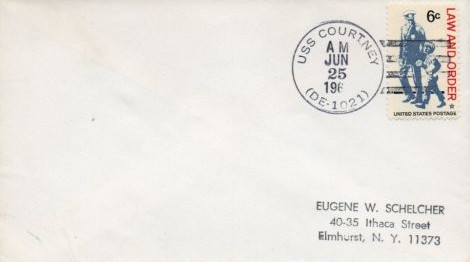 USS COURTNEY
AM
JUN
25
196
(DE-1021)
6c
LAW AND ORDER
UNITED STATES POSTAGE
EUGENE W. SCHELCHER
40-35 Ithaca Street
Elmhurst, N. Y. 11373